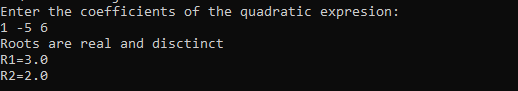 Enter the coefficients of the quadratic expresion:
1 -5 6
Roots are real and disctinct
R1=3.0
R2=2.0